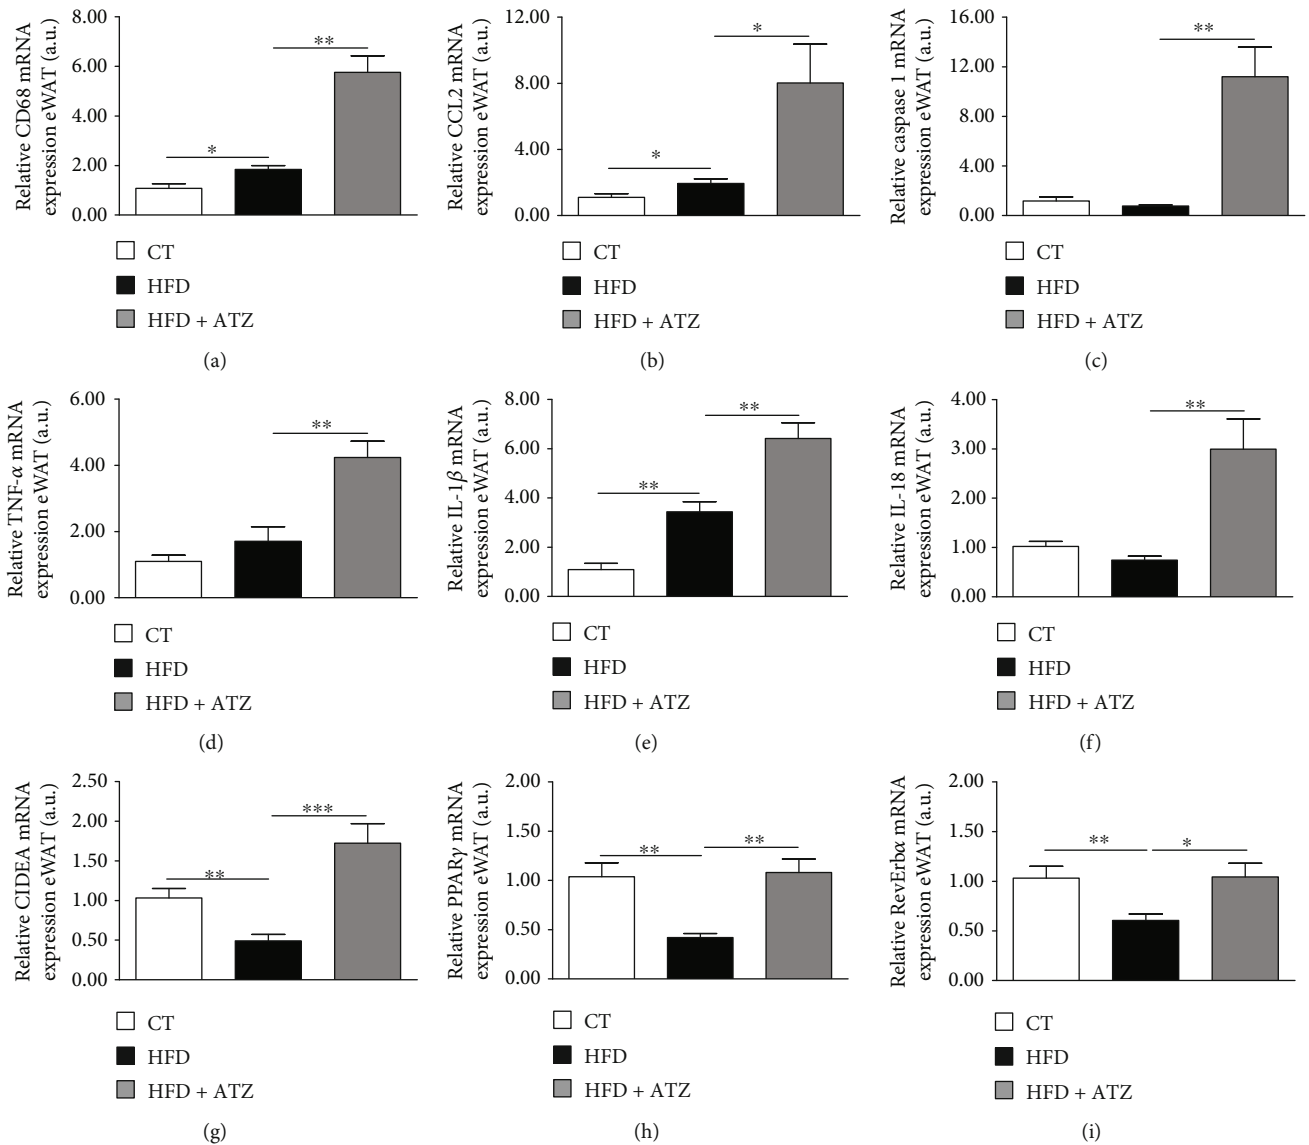 Relative CD68 mRNA
expression eWAT (a.u.)
8.00
6.00
4.00
2.00
0.00
*
**
CT
HFD
HFD + ATZ
(a)
Relative CCL2 mRNA
expression eWAT (a.u.)
12.00
8.00
4.00
0.00
*
*
CT
HFD
HFD + ATZ
(b)
Relative caspase 1 mRNA
expression eWAT (a.u.)
16.00
12.00
8.00
4.00
0.00
**
CT
HFD
HFD + ATZ
(c)
Relative TNF-α mRNA
expression eWAT (a.u.)
6.00
4.00
2.00
0.00
**
CT
HFD
HFD + ATZ
(d)
Relative IL-1β mRNA
expression eWAT (a.u.)
8.00
6.00
4.00
2.00
0.00
**
**
CT
HFD
HFD + ATZ
(e)
Relative IL-18 mRNA
expression eWAT (a.u.)
4.00
3.00
2.00
1.00
0.00
**
CT
HFD
HFD + ATZ
(f)
Relative CIDEA mRNA
expression eWAT (a.u.)
2.50
2.00
1.50
1.00
0.50
0.00
**
***
CT
HFD
HFD + ATZ
(g)
Relative PPARγ mRNA
expression eWAT (a.u.)
2.00
1.50
1.00
0.50
0.00
**
**
CT
HFD
HFD + ATZ
(h)
Relative RevErbα mRNA
expression eWAT (a.u.)
2.00
1.50
1.00
0.50
0.00
**
*
CT
HFD
HFD + ATZ
(i)